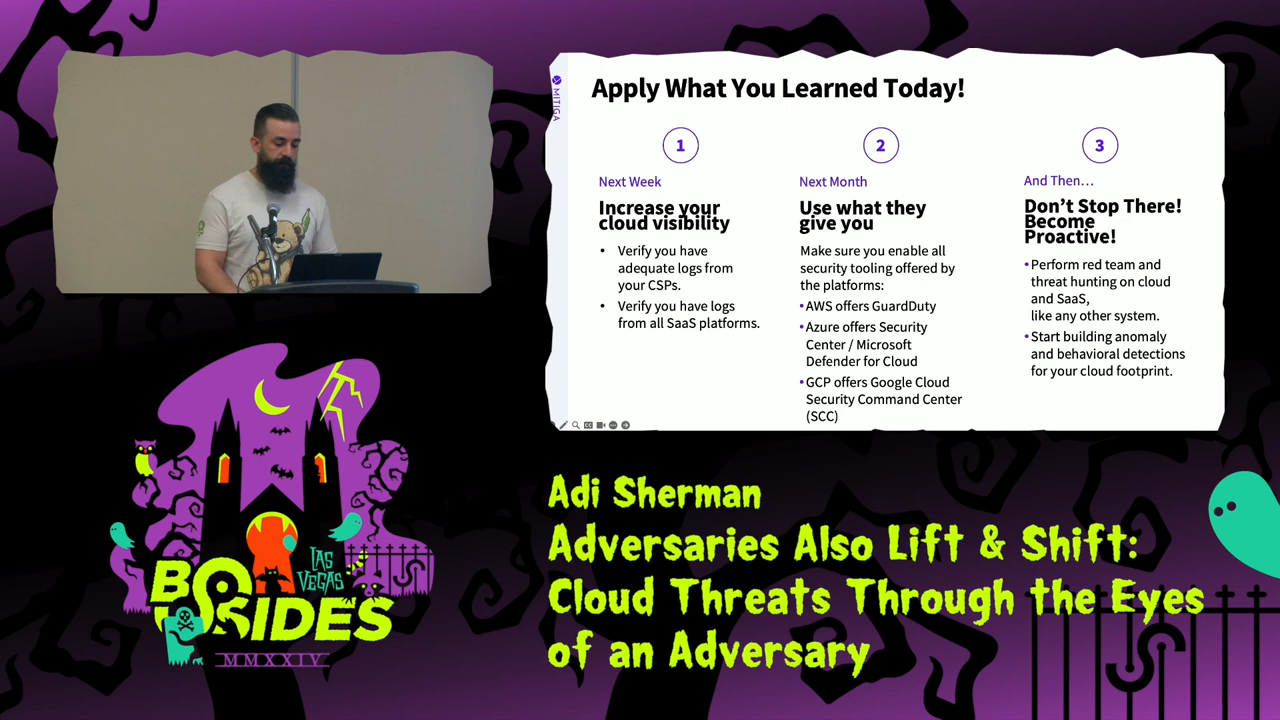 MITIGA
Apply What You Learned Today!
1
Next Week
Increase your
cloud visibility
• Verify you have
adequate logs from
your CSPs.
• Verify you have logs
from all SaaS platforms.
2
Next Month
Use what they
give you
Make sure you enable all
security tooling offered by
the platforms:
• AWS offers GuardDuty
• Azure offers Security
Center / Microsoft
Defender for Cloud
• GCP offers Google Cloud
Security Command Center
(SCC)
3
And Then…
Don’t Stop There!
Become
Proactive!
• Perform red team and
threat hunting on cloud
and SaaS,
like any other system.
• Start building anomaly
and behavioral detections
for your cloud footprint.
BSIDES
LAS
VEGAS
MMXXIV
Adi Sherman
Adversaries Also Lift & Shift:
Cloud Threats Through the Eyes
of an Adversary